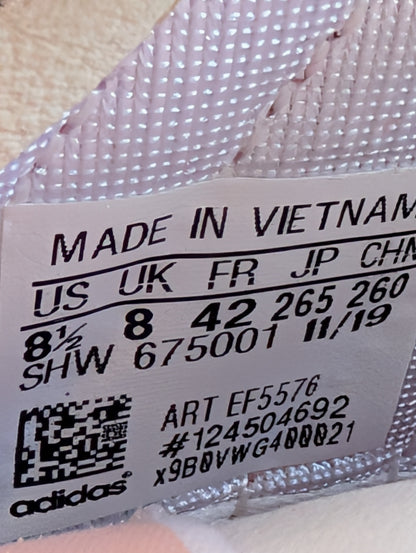 MADE IN VIETNAM
US UK FR JP CHN
8½ 8 42 265 260
SHW 675001 11/19
ART EF5576
#124504692
x9B0VWG400021
adidas